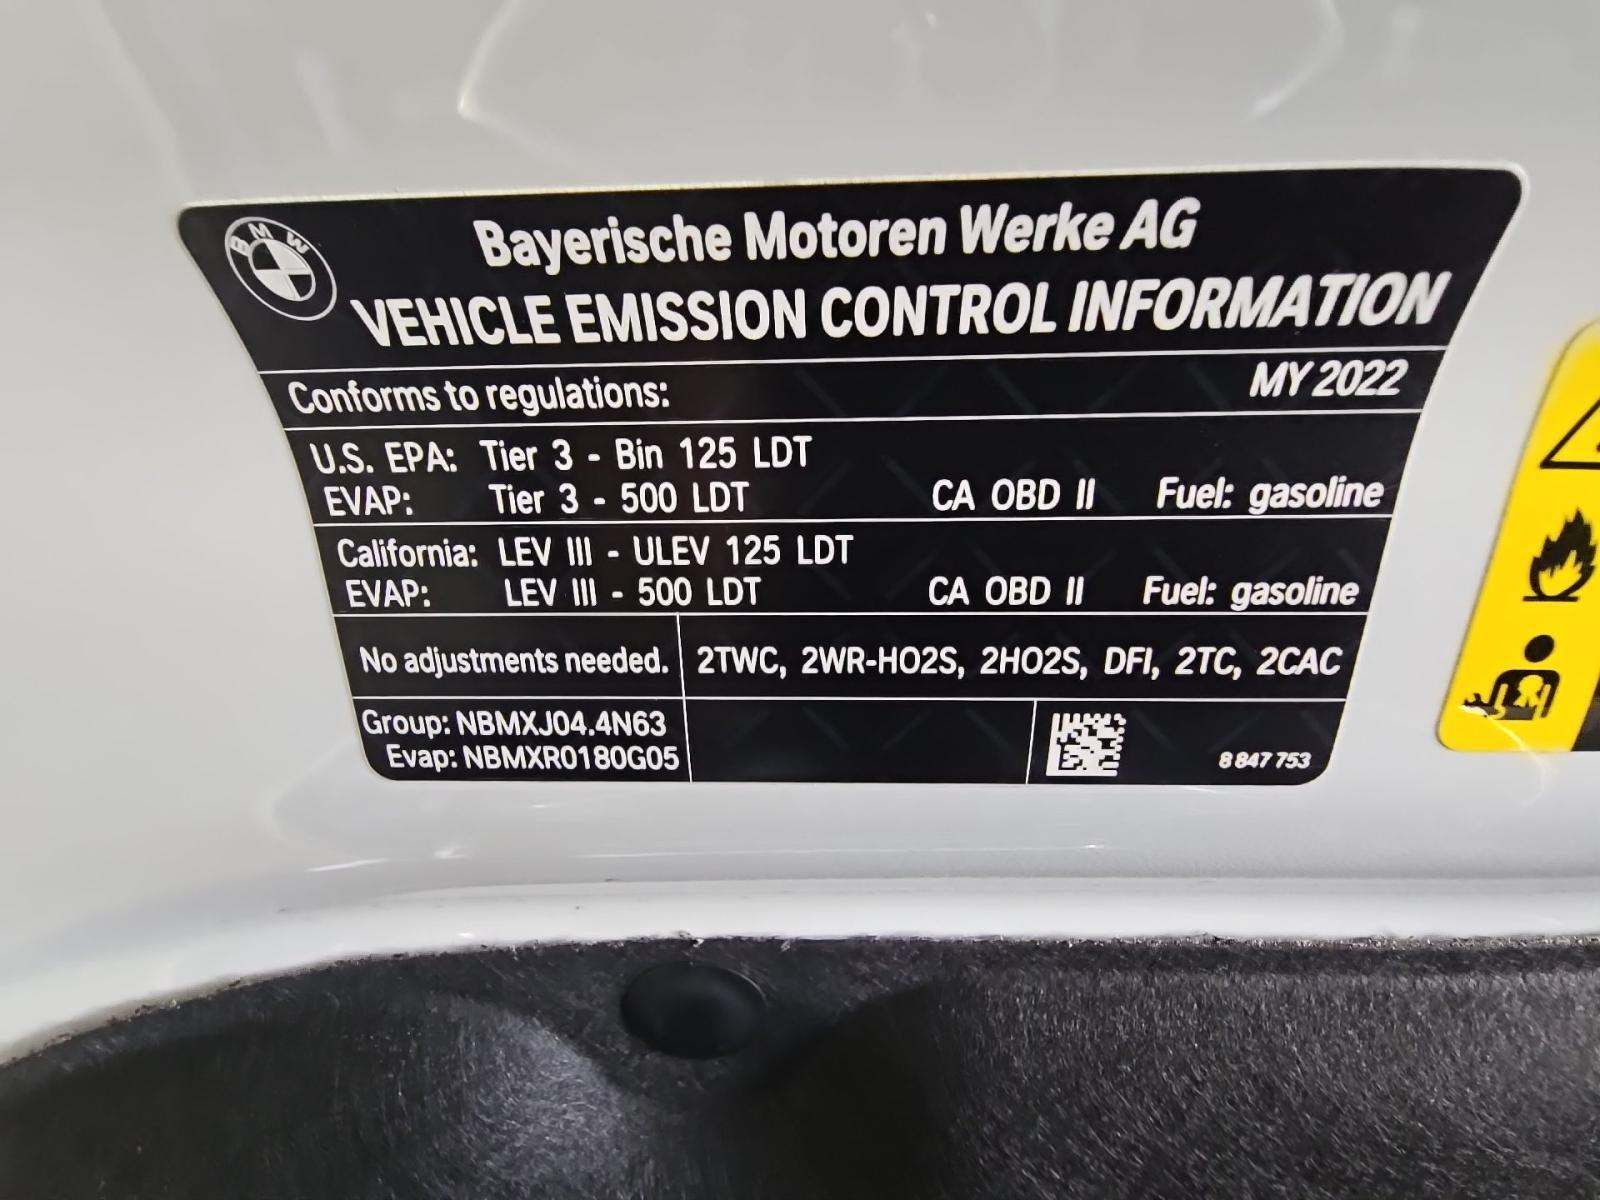 BMW
Bayerische Motoren Werke AG
VEHICLE EMISSION CONTROL INFORMATION
Conforms to regulations: MY 2022
U.S. EPA: Tier 3 - Bin 125 LDT
EVAP: Tier 3 - 500 LDT CA OBD II Fuel: gasoline
California: LEV III - ULEV 125 LDT
EVAP: LEV III - 500 LDT CA OBD II Fuel: gasoline
No adjustments needed. 2TWC, 2WR-HO2S, 2HO2S, DFI, 2TC, 2CAC
Group: NBMXJ04.4N63
Evap: NBMXR0180G05
8 847 753